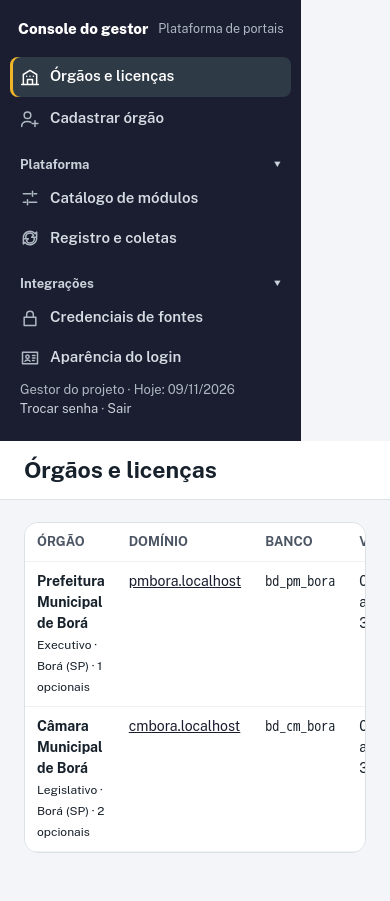 Console do gestor Plataforma de portais
Órgãos e licenças
Cadastrar órgão
Plataforma ▼
Catálogo de módulos
Registro e coletas
Integrações ▼
Credenciais de fontes
Aparência do login
Gestor do projeto · Hoje: 09/11/2026
Trocar senha · Sair
Órgãos e licenças
ÓRGÃO DOMÍNIO BANCO
Prefeitura pmbora.localhost bd_pm_bora
Municipal
de Borá
Executivo ·
Borá (SP) · 1
opcionais
Câmara cmbora.localhost bd_cm_bora
Municipal
de Borá
Legislativo ·
Borá (SP) · 2
opcionais